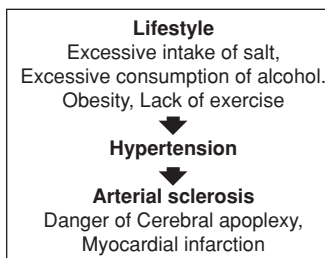 Lifestyle
Excessive intake of salt,
Excessive consumption of alcohol.
Obesity, Lack of exercise
Hypertension
Arterial sclerosis
Danger of Cerebral apoplexy,
Myocardial infarction